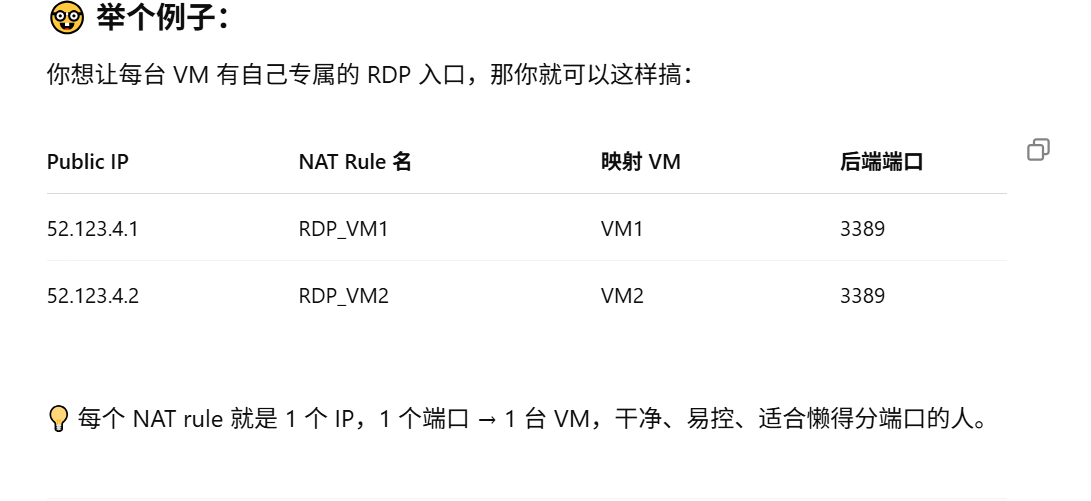 🤓 举个例子：
你想让每台 VM 有自己专属的 RDP 入口，那你就可以这样搞：
Public IP NAT Rule 名 映射 VM 后端端口
52.123.4.1 RDP_VM1 VM1 3389
52.123.4.2 RDP_VM2 VM2 3389
💡 每个 NAT rule 就是 1 个 IP，1 个端口 → 1 台 VM，干净、易控、适合懒得分端口的人。